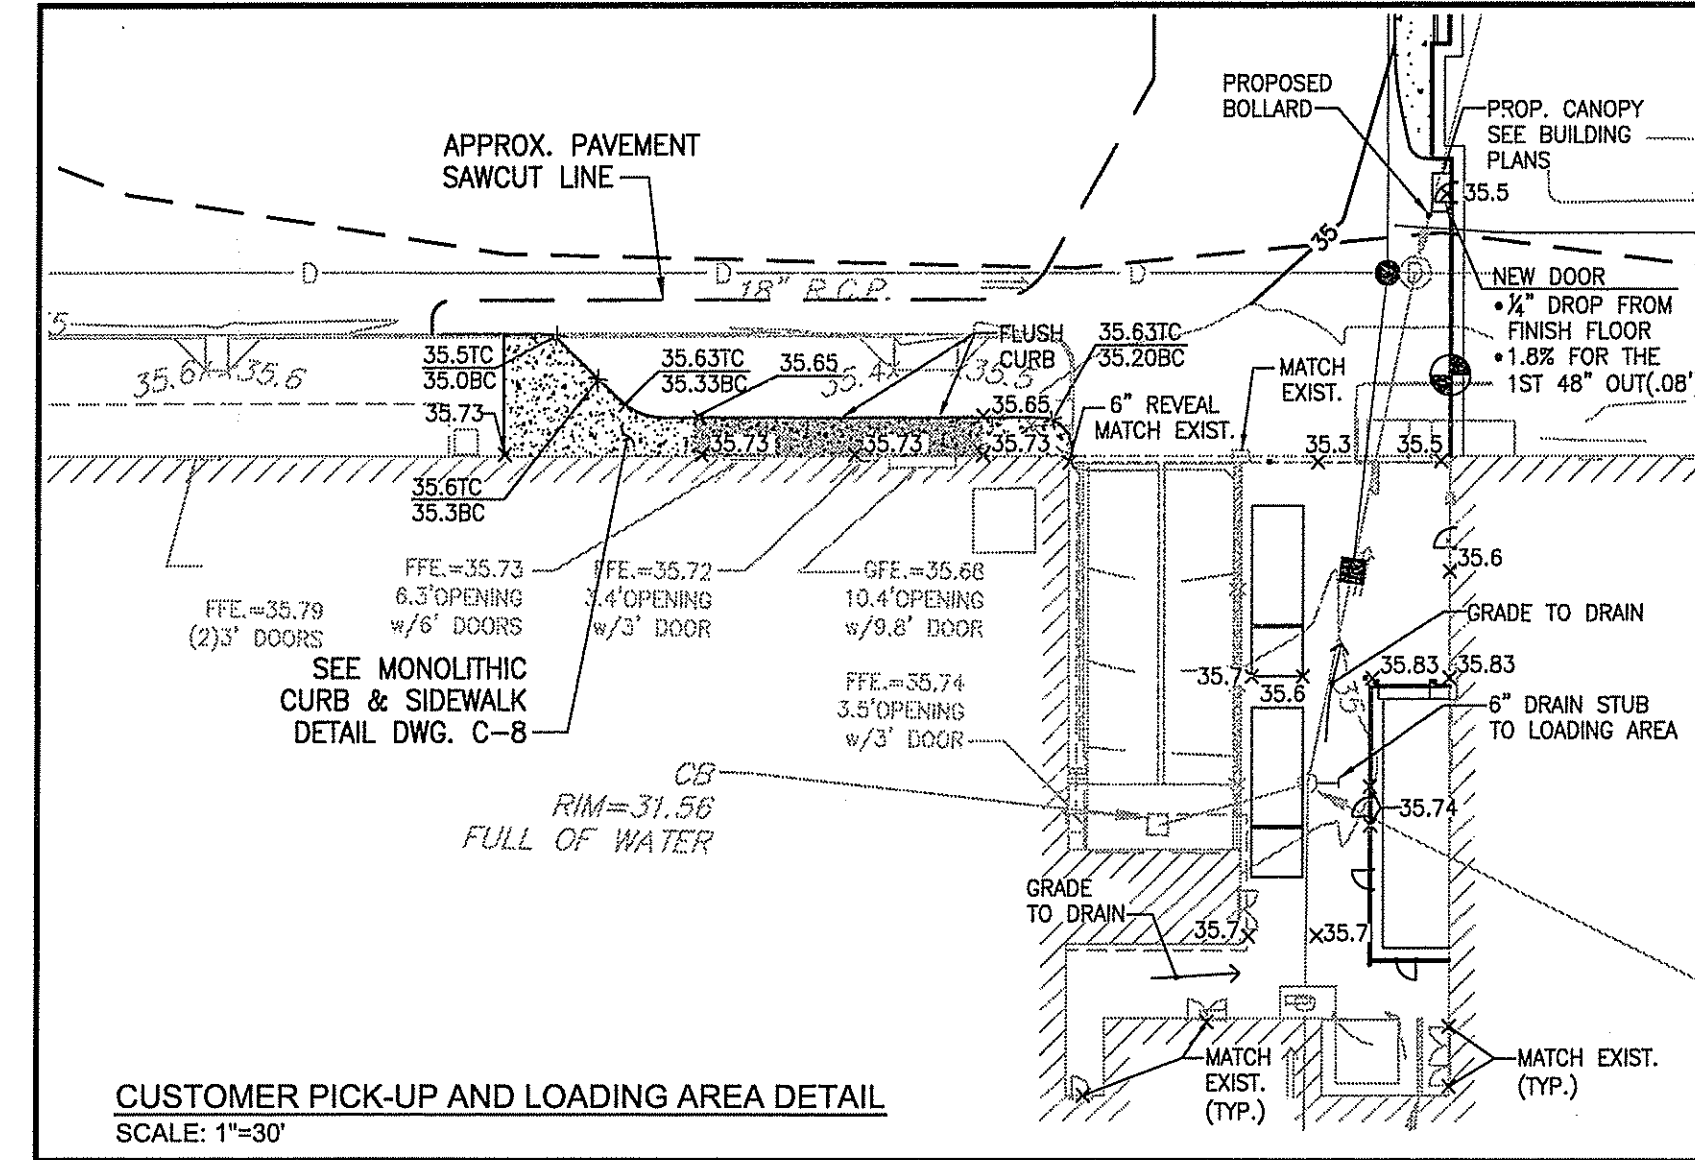 PROPOSED
BOLLARD
PROP. CANOPY
SEE BUILDING
PLANS
APPROX. PAVEMENT
SAWCUT LINE
35.5
35
D
D
D
D
18" R.C.P.
NEW DOOR
• ¼" DROP FROM
FINISH FLOOR
• 1.8% FOR THE
1ST 48" OUT(.08'
5
35.6
35.6
35.5TC
35.0BC
35.63TC
35.33BC
35.65
FLUSH
CURB
35.4
35.5
35.63TC
35.20BC
MATCH
EXIST.
35.73
35.73
35.73
35.65
35.73
6" REVEAL
MATCH EXIST.
35.3
35.5
35.6TC
35.3BC
FFE.=35.79
(2)3' DOORS
FFE.=35.73
6.3'OPENING
w/6' DOORS
FFE.=35.72
3.4'OPENING
w/3' DOOR
GFE.=35.68
10.4'OPENING
w/9.8' DOOR
35.6
GRADE TO DRAIN
SEE MONOLITHIC
CURB & SIDEWALK
DETAIL DWG. C-8
FFE.=35.74
3.5'OPENING
w/3' DOOR
35.7
35.6
35
35.83
35.83
6" DRAIN STUB
TO LOADING AREA
CB
RIM=31.56
FULL OF WATER
35.74
GRADE
TO DRAIN
35.7
35.7
MATCH
EXIST.
(TYP.)
MATCH EXIST.
(TYP.)
CUSTOMER PICK-UP AND LOADING AREA DETAIL
SCALE: 1"=30'